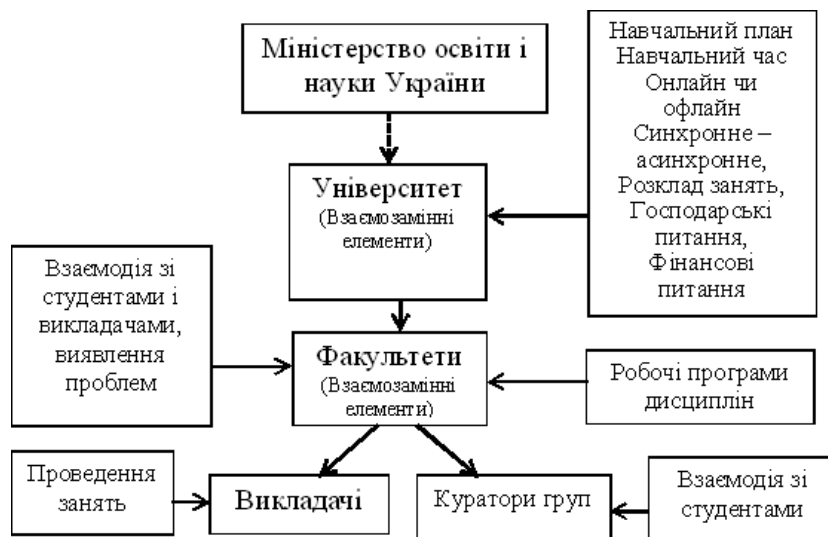 Міністерство освіти і
науки України
Навчальний план
Навчальний час
Онлайн чи
офлайн
Синхронне –
асинхронне,
Розклад занять,
Господарські
питання,
Фінансові
питання
Університет
(Взаємозамінні
елементи)
Взаємодія зі
студентами і
викладачами,
виявлення
проблем
Факультети
(Взаємозамінні
елементи)
Робочі програми
дисциплін
Проведення
занять
Викладачі
Куратори груп
Взаємодія зі
студентами